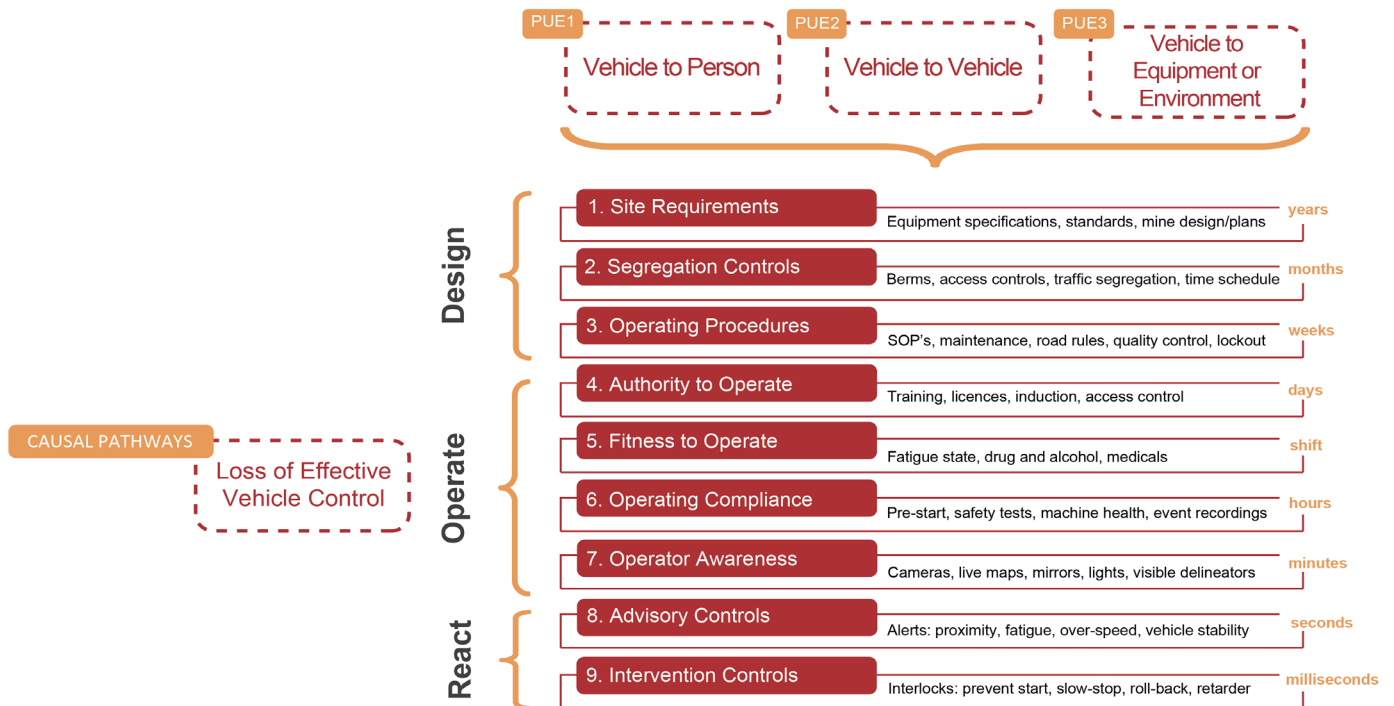 PUE1
Vehicle to Person
PUE2
Vehicle to Vehicle
PUE3
Vehicle to
Equipment or
Environment
Design
1. Site Requirements
Equipment specifications, standards, mine design/plans
years
2. Segregation Controls
Berms, access controls, traffic segregation, time schedule
months
3. Operating Procedures
SOP's, maintenance, road rules, quality control, lockout
weeks
CAUSAL PATHWAYS
Loss of Effective
Vehicle Control
Operate
4. Authority to Operate
Training, licences, induction, access control
days
5. Fitness to Operate
Fatigue state, drug and alcohol, medicals
shift
6. Operating Compliance
Pre-start, safety tests, machine health, event recordings
hours
7. Operator Awareness
Cameras, live maps, mirrors, lights, visible delineators
minutes
React
8. Advisory Controls
Alerts: proximity, fatigue, over-speed, vehicle stability
seconds
9. Intervention Controls
Interlocks: prevent start, slow-stop, roll-back, retarder
milliseconds